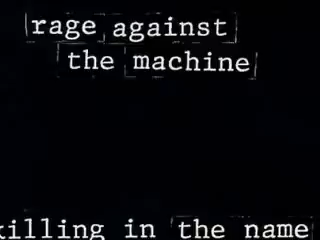 rage against
the machine
killing in the name